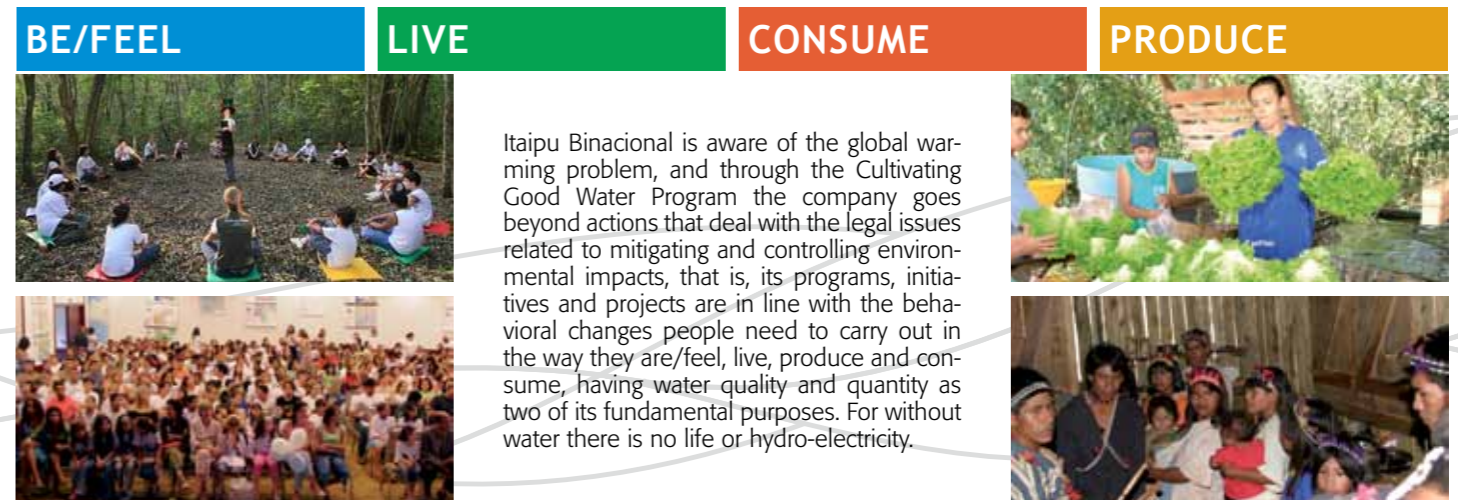 BE/FEEL
LIVE
CONSUME
PRODUCE
Itaipu Binacional is aware of the global war-
ming problem, and through the Cultivating
Good Water Program the company goes
beyond actions that deal with the legal issues
related to mitigating and controlling environ-
mental impacts, that is, its programs, initia-
tives and projects are in line with the beha-
vioral changes people need to carry out in
the way they are/feel, live, produce and con-
sume, having water quality and quantity as
two of its fundamental purposes. For without
water there is no life or hydro-electricity.